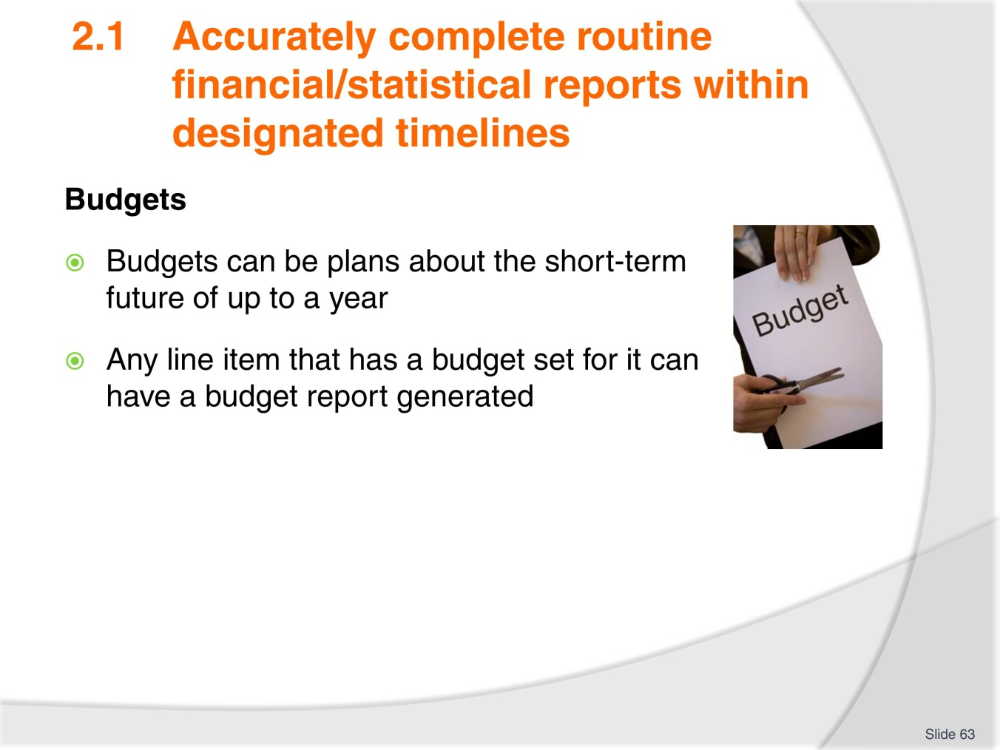 2.1 Accurately complete routine
financial/statistical reports within
designated timelines
Budgets
Budgets can be plans about the short-term
future of up to a year
Any line item that has a budget set for it can
have a budget report generated
Budget
Slide 63